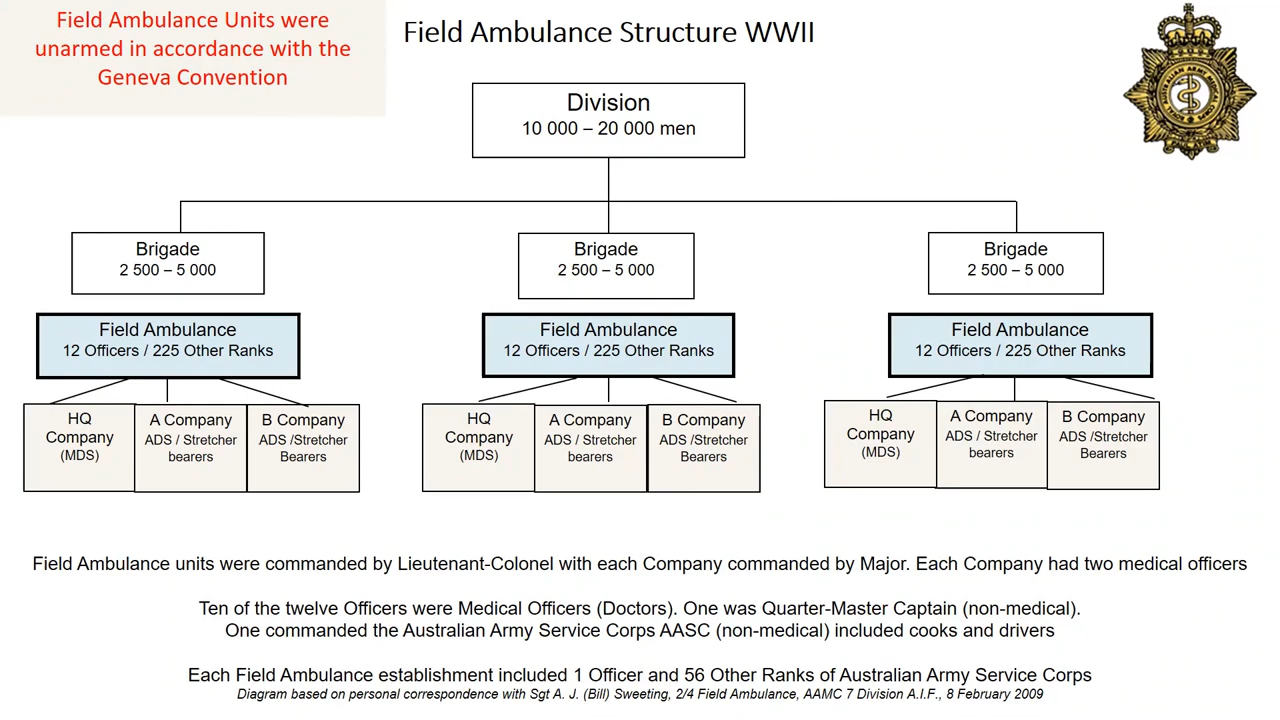 Field Ambulance Units were
unarmed in accordance with the
Geneva Convention
Field Ambulance Structure WWII
Division
10 000 – 20 000 men
Brigade
2 500 – 5 000
Brigade
2 500 – 5 000
Brigade
2 500 – 5 000
Field Ambulance
12 Officers / 225 Other Ranks
Field Ambulance
12 Officers / 225 Other Ranks
Field Ambulance
12 Officers / 225 Other Ranks
HQ
Company
(MDS)
A Company
ADS / Stretcher
bearers
B Company
ADS /Stretcher
Bearers
HQ
Company
(MDS)
A Company
ADS / Stretcher
bearers
B Company
ADS /Stretcher
Bearers
HQ
Company
(MDS)
A Company
ADS / Stretcher
bearers
B Company
ADS /Stretcher
Bearers
Field Ambulance units were commanded by Lieutenant-Colonel with each Company commanded by Major. Each Company had two medical officers
Ten of the twelve Officers were Medical Officers (Doctors). One was Quarter-Master Captain (non-medical).
One commanded the Australian Army Service Corps AASC (non-medical) included cooks and drivers
Each Field Ambulance establishment included 1 Officer and 56 Other Ranks of Australian Army Service Corps
Diagram based on personal correspondence with Sgt A. J. (Bill) Sweeting, 2/4 Field Ambulance, AAMC 7 Division A.I.F., 8 February 2009